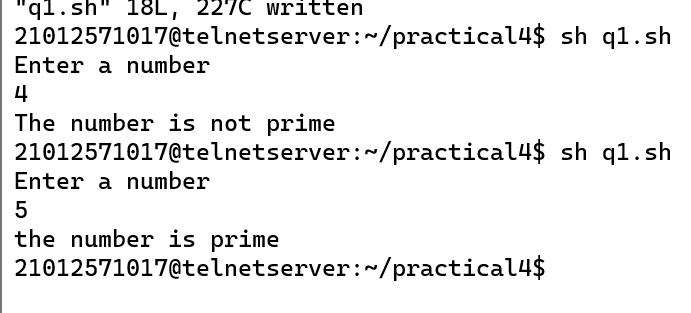 "q1.sh" 18L, 227C written
21012571017@telnetserver:~/practical4$ sh q1.sh
Enter a number
4
The number is not prime
21012571017@telnetserver:~/practical4$ sh q1.sh
Enter a number
5
the number is prime
21012571017@telnetserver:~/practical4$